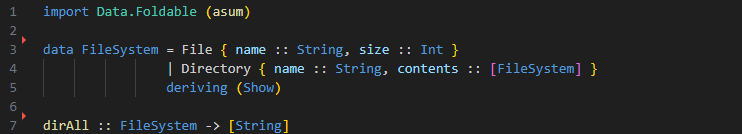 1 import Data.Foldable (asum)
2
3 data FileSystem = File { name :: String, size :: Int }
4                 | Directory { name :: String, contents :: [FileSystem] }
5                 deriving (Show)
6
7 dirAll :: FileSystem -> [String]